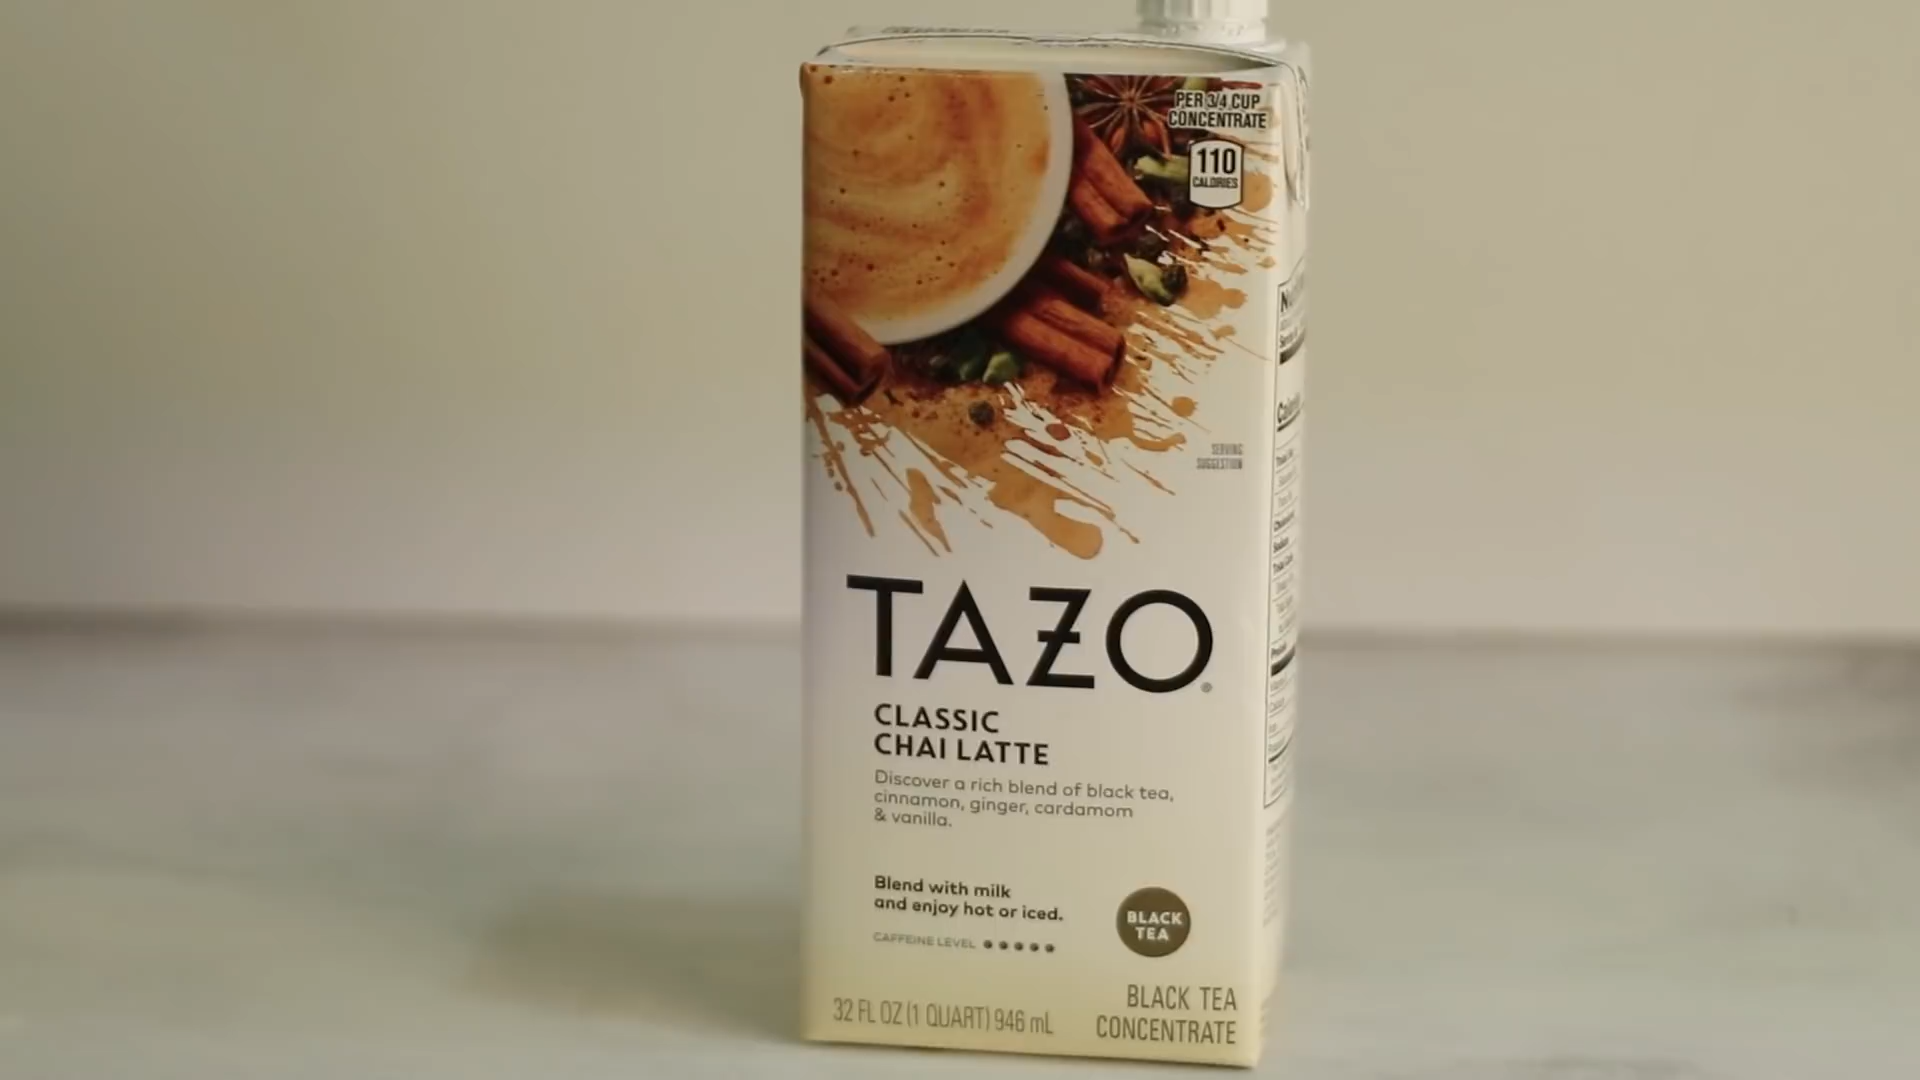 PER 3/4 CUP
CONCENTRATE
110
CALORIES
SERVING
SUGGESTION
TAZO®
CLASSIC
CHAI LATTE
Discover a rich blend of black tea,
cinnamon, ginger, cardamom
& vanilla.
Blend with milk
and enjoy hot or iced.
CAFFEINE LEVEL
BLACK
TEA
32 FL OZ (1 QUART) 946 mL
BLACK TEA
CONCENTRATE